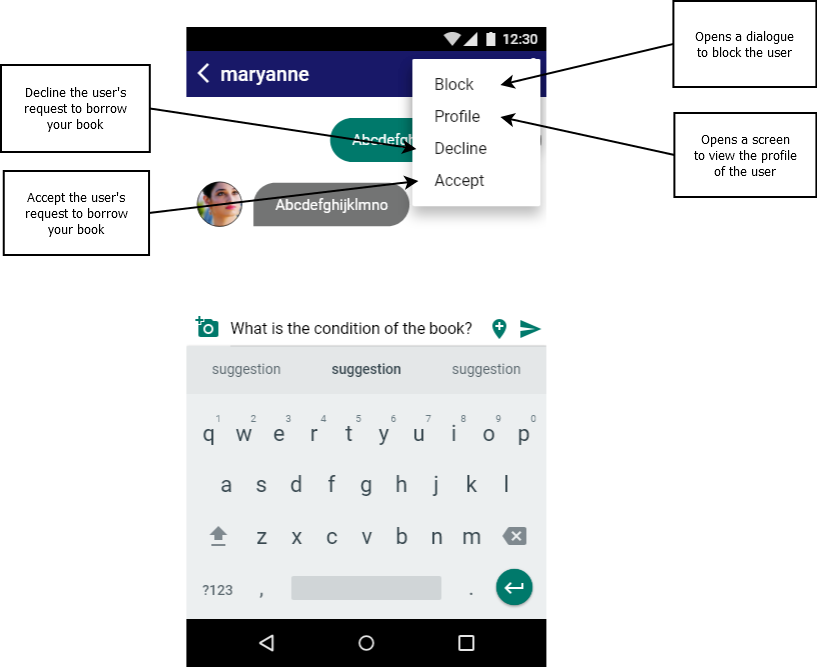 Opens a dialogue
to block the user
12:30
maryanne
Decline the user's
request to borrow
your book
Block
Profile
Decline
Accept
Abcdefgh
Opens a screen
to view the profile
of the user
Accept the user's
request to borrow
your book
Abcdefghijklmno
What is the condition of the book?
suggestion suggestion suggestion
1 2 3 4 5 6 7 8 9 0
q w e r t y u i o p
a s d f g h j k l
z x c v b n m
?123 , .